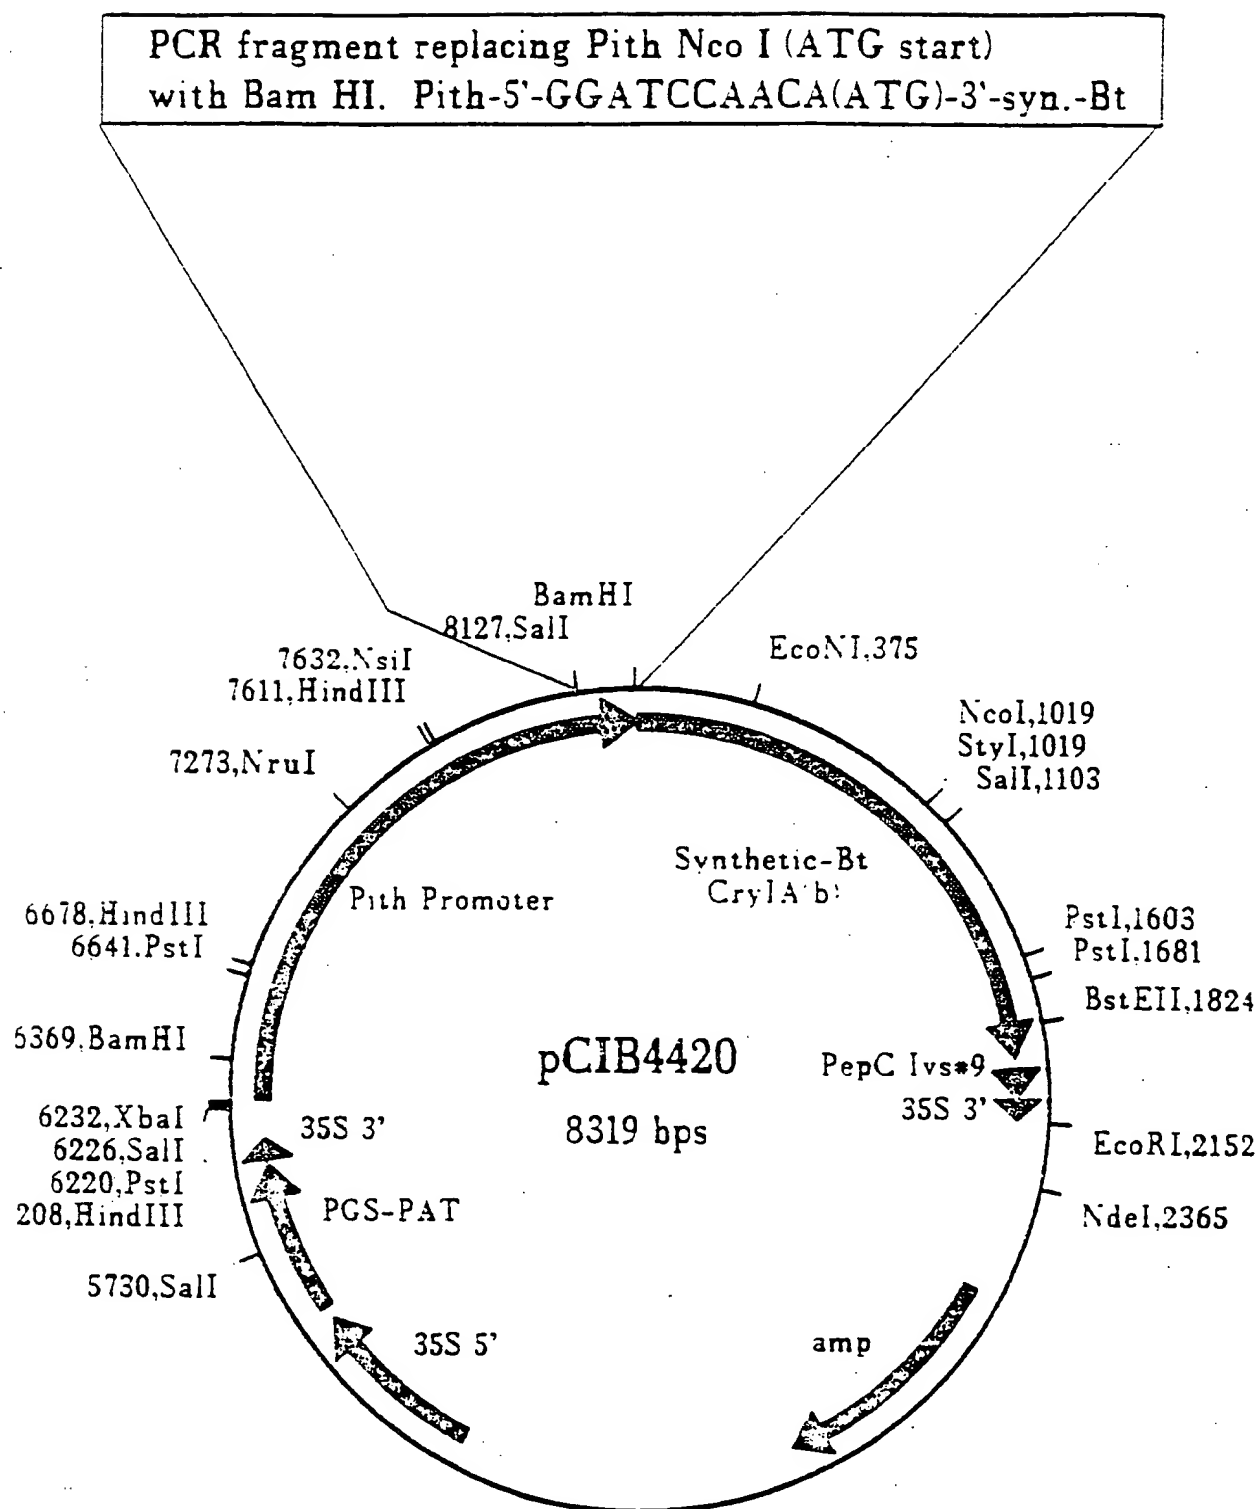 PCR fragment replacing Pith Nco I (ATG start)
with Bam HI. Pith-5'-GGATCCAACA(ATG)-3'-syn.-Bt
BamHI
8127,SalI
7632,NsiI
7611,HindIII
7273,NruI
EcoNI,375
NcoI,1019
StyI,1019
SalI,1103
Synthetic-Bt
CryIA(b)
Pith Promoter
6678,HindIII
6641.PstI
PstI,1603
PstI,1681
BstEII,1824
6369,BamHI
pCIB4420
8319 bps
PepC Ivs#9
35S 3'
6232,XbaI
6226,SalI
6220,PstI
208,HindIII
35S 3'
EcoRI,2152
NdeI,2365
PGS-PAT
5730,SalI
35S 5'
amp